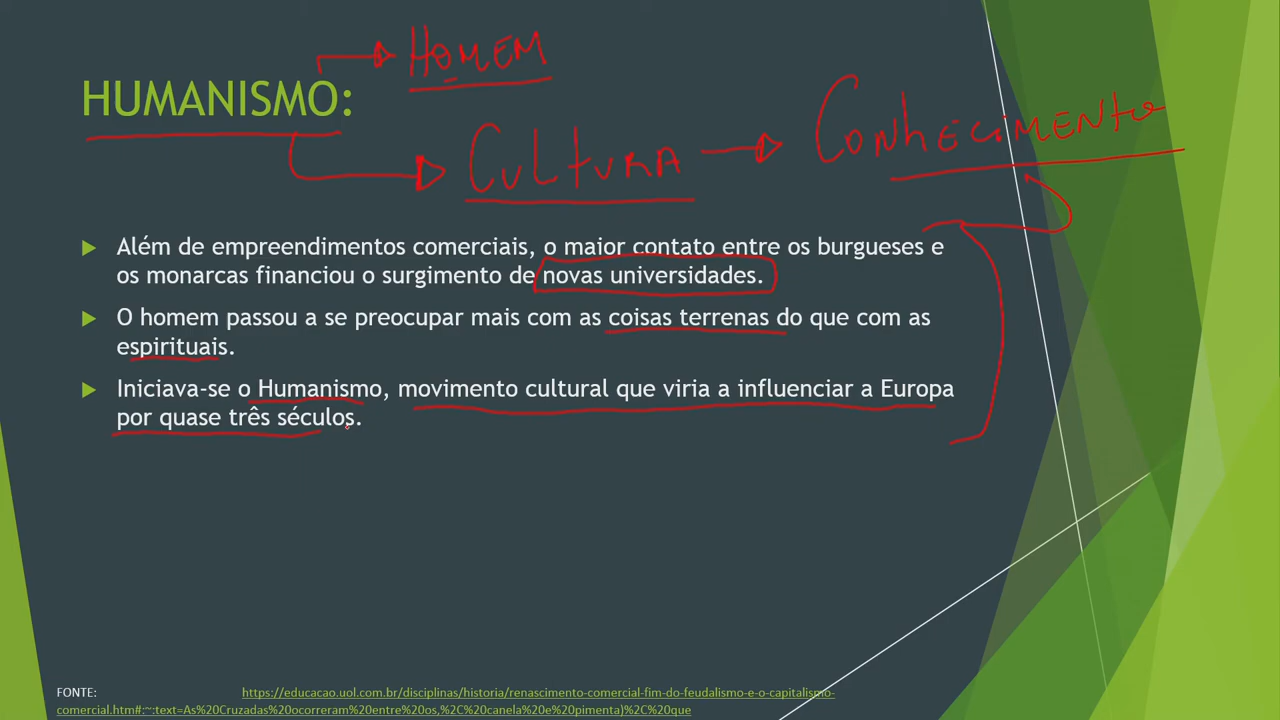 HOMEM
HUMANISMO:
CULTURA CONHECIMENTO
Além de empreendimentos comerciais, o maior contato entre os burgueses e
os monarcas financiou o surgimento de novas universidades.
O homem passou a se preocupar mais com as coisas terrenas do que com as
espirituais.
Iniciava-se o Humanismo, movimento cultural que viria a influenciar a Europa
por quase três séculos.
FONTE: https://educacao.uol.com.br/disciplinas/historia/renascimento-comercial-fim-do-feudalismo-e-o-capitalismo-
comercial.htm#:~:text=As%20Cruzadas%20ocorreram%20entre%20os,%2C%20canela%20e%20pimenta)%2C%20que